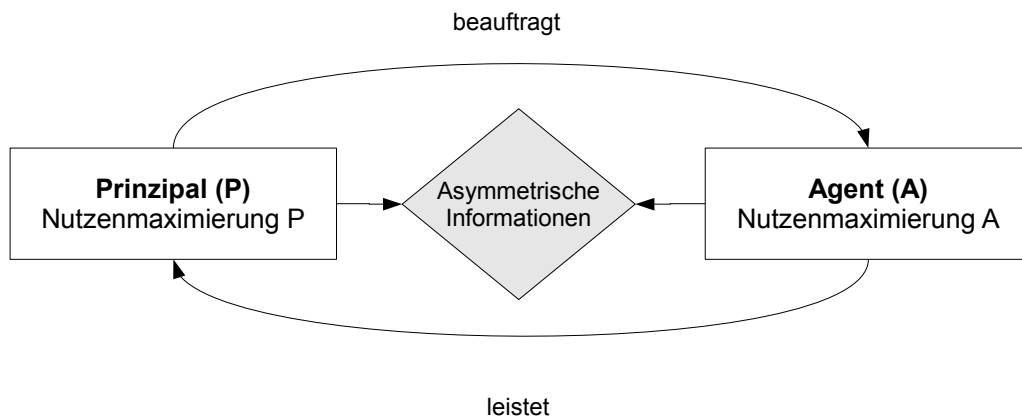 beauftragt
Prinzipal (P)
Nutzenmaximierung P
Asymmetrische
Informationen
Agent (A)
Nutzenmaximierung A
leistet